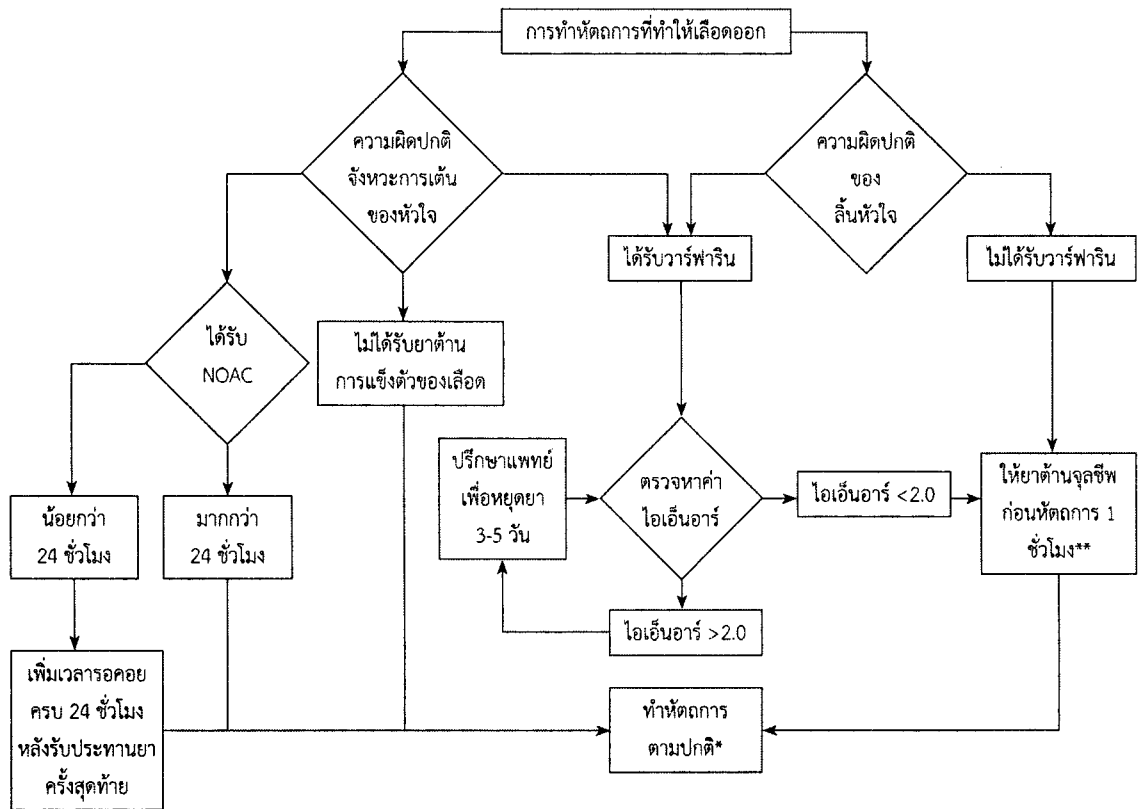 การทำหัตถการที่ทำให้เลือดออก
ความผิดปกติ
จังหวะการเต้น
ของหัวใจ
ความผิดปกติ
ของ
ลิ้นหัวใจ
ได้รับวาร์ฟาริน
ไม่ได้รับวาร์ฟาริน
ได้รับ
NOAC
ไม่ได้รับยาต้าน
การแข็งตัวของเลือด
ปรึกษาแพทย์
เพื่อหยุดยา
3-5 วัน
ตรวจหาค่า
ไอเอ็นอาร์
ไอเอ็นอาร์ <2.0
ให้ยาต้านจุลชีพ
ก่อนหัตถการ 1
ชั่วโมง**
น้อยกว่า
24 ชั่วโมง
มากกว่า
24 ชั่วโมง
ไอเอ็นอาร์ >2.0
เพิ่มเวลารอคอย
ครบ 24 ชั่วโมง
หลังรับประทานยา
ครั้งสุดท้าย
ทำหัตถการ
ตามปกติ*